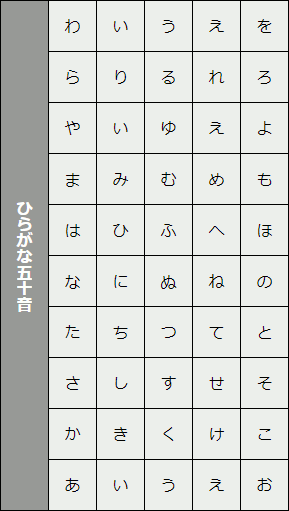 ひらがな五十音
わ い う え を
ら り る れ ろ
や い ゆ え よ
ま み む め も
は ひ ふ へ ほ
な に ぬ ね の
た ち つ て と
さ し す せ そ
か き く け こ
あ い う え お